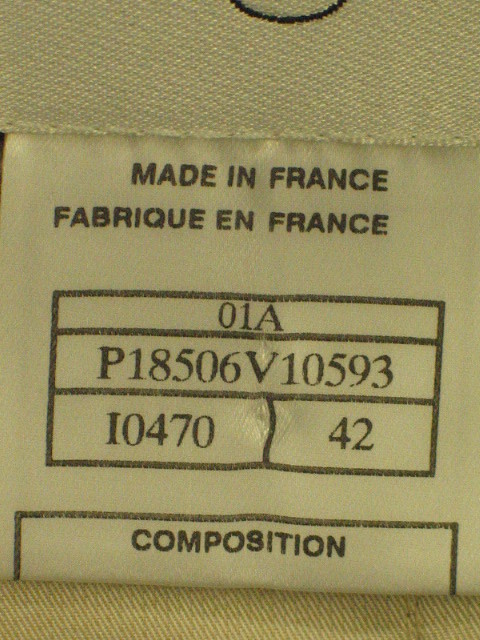 MADE IN FRANCE
FABRIQUE EN FRANCE
01A
P18506V10593
I0470 42
COMPOSITION